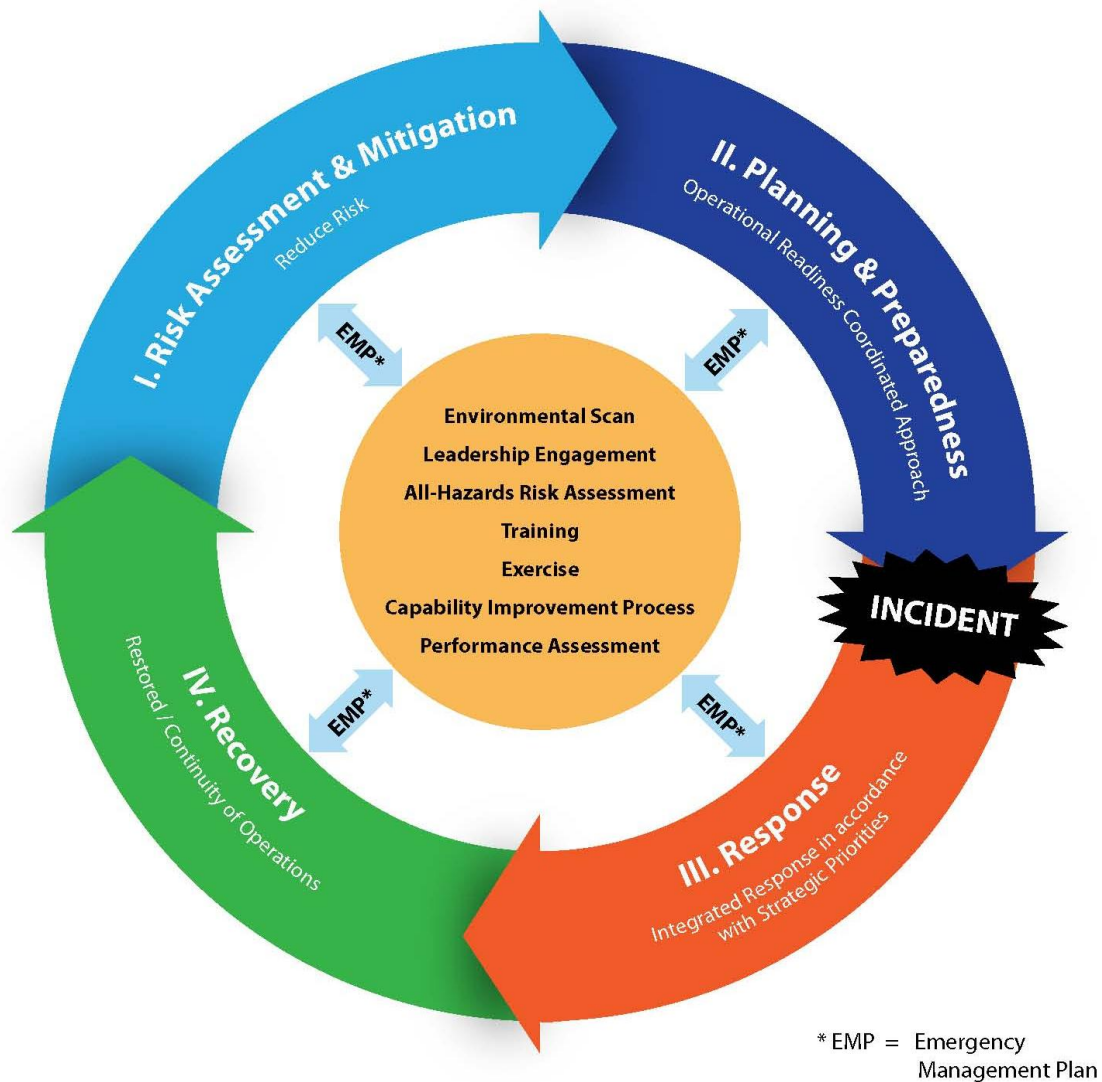 I. Risk Assessment & Mitigation
Reduce Risk
II. Planning & Preparedness
Operational Readiness Coordinated Approach
EMP*
EMP*
Environmental Scan
Leadership Engagement
All-Hazards Risk Assessment
Training
Exercise
Capability Improvement Process
Performance Assessment
INCIDENT
EMP*
EMP*
III. Response
Integrated Response in accordance
with Strategic Priorities
IV. Recovery
Restored / Continuity of Operations
* EMP = Emergency
Management Plan